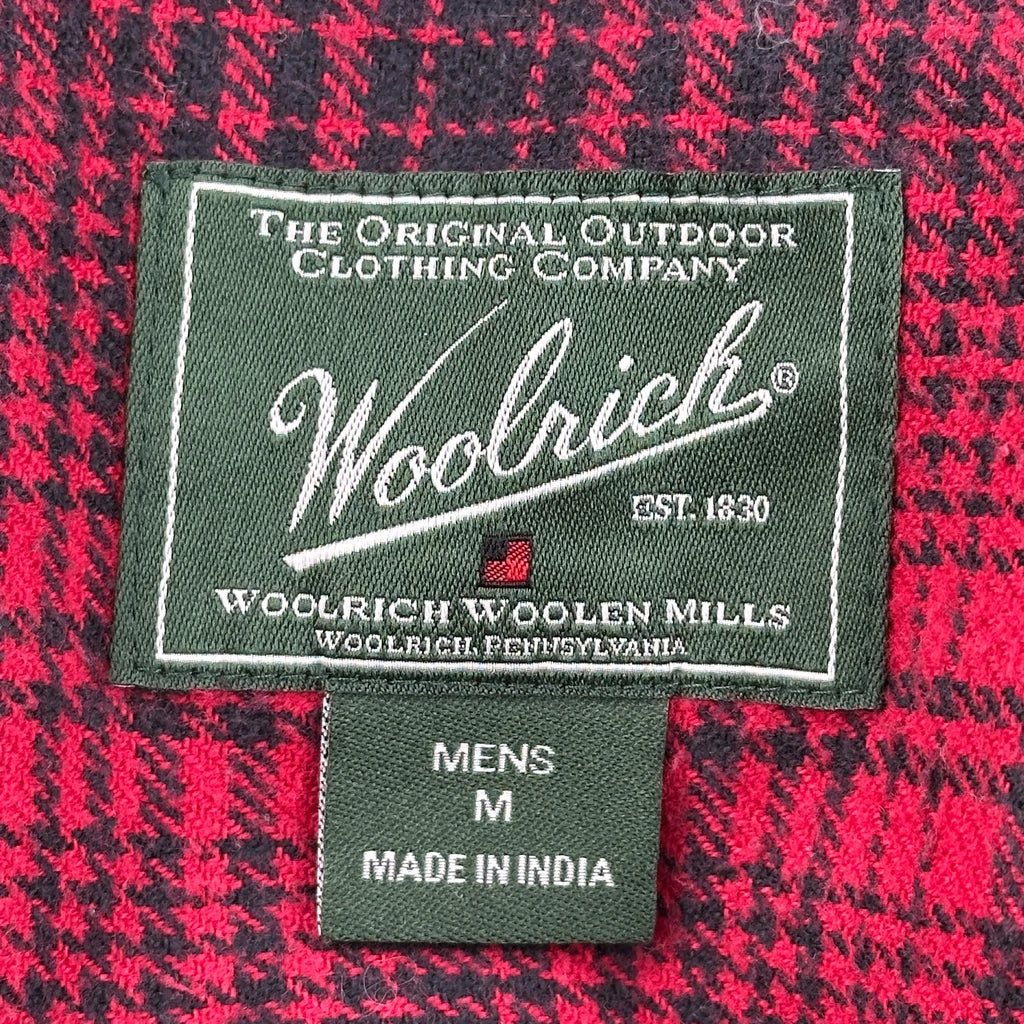 THE ORIGINAL OUTDOOR
CLOTHING COMPANY
Woolrich®
EST. 1830
WOOLRICH WOOLEN MILLS
WOOLRICH, PENNSYLVANIA
MENS
M
MADE IN INDIA